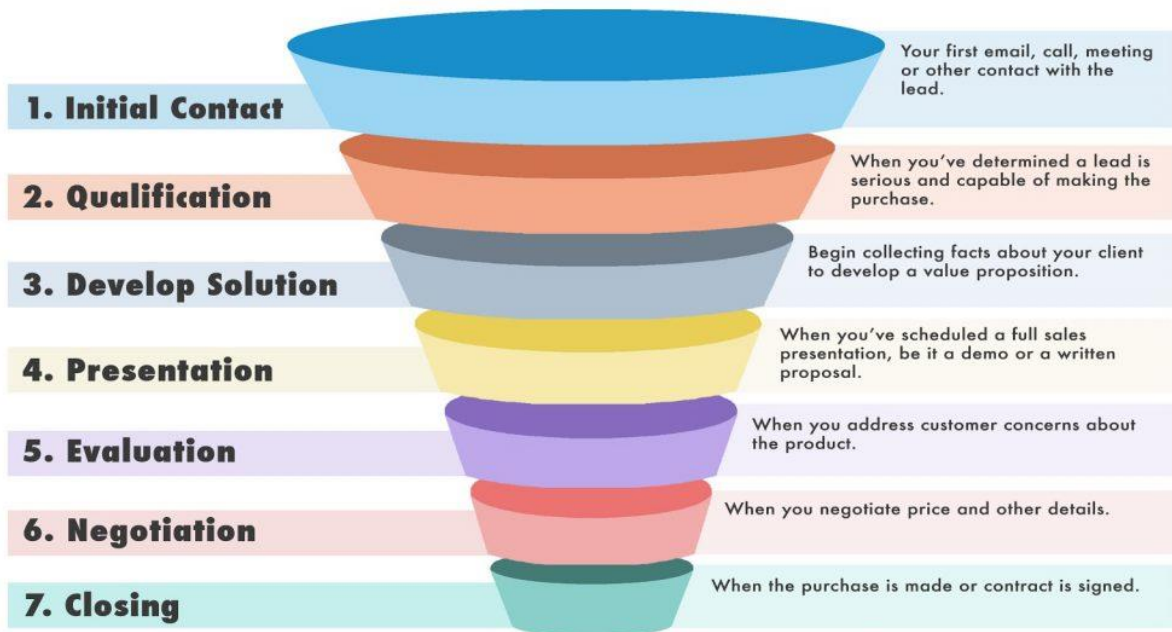 1. Initial Contact
Your first email, call, meeting
or other contact with the
lead.
2. Qualification
When you've determined a lead is
serious and capable of making the
purchase.
3. Develop Solution
Begin collecting facts about your client
to develop a value proposition.
4. Presentation
When you've scheduled a full sales
presentation, be it a demo or a written
proposal.
5. Evaluation
When you address customer concerns about
the product.
6. Negotiation
When you negotiate price and other details.
7. Closing
When the purchase is made or contract is signed.